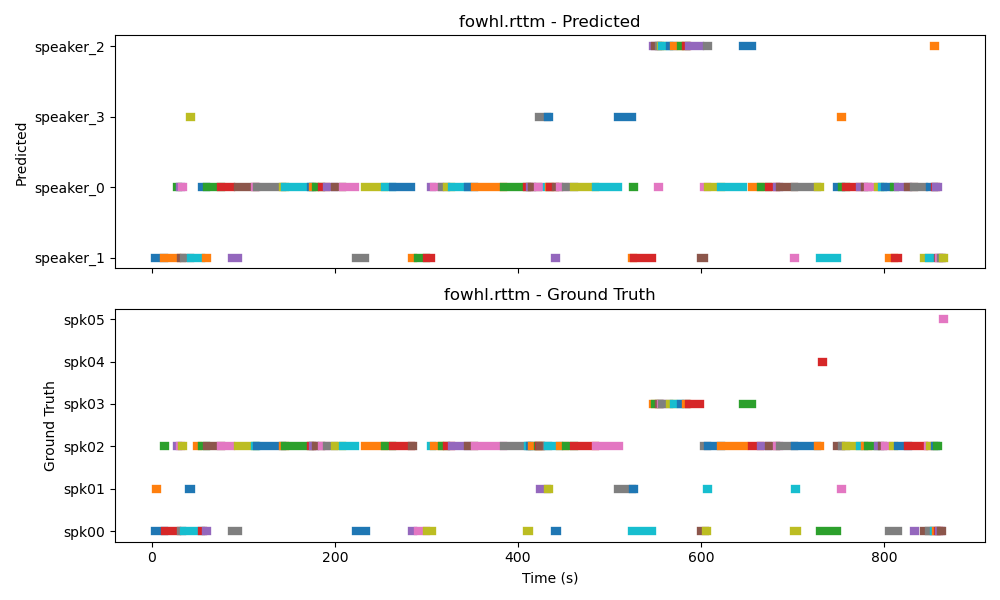 fowhl.rttm - Predicted
speaker_2
speaker_3
speaker_0
speaker_1
Predicted
fowhl.rttm - Ground Truth
spk05
spk04
spk03
spk02
spk01
spk00
Ground Truth
0 200 400 600 800
Time (s)